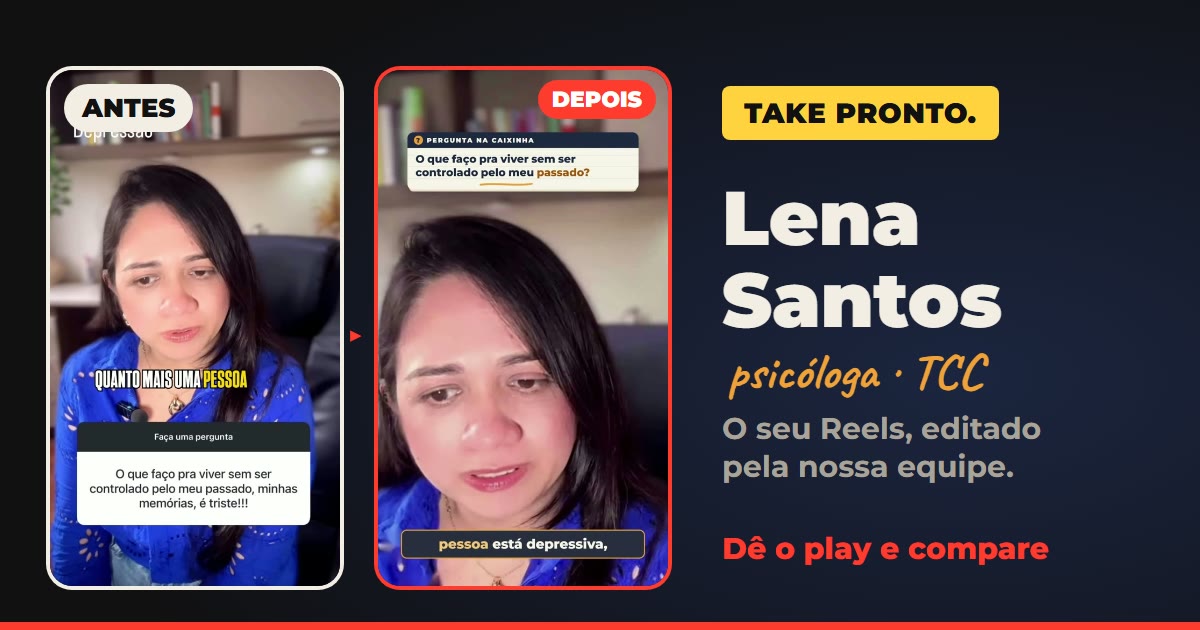 ANTES
Depressão
QUANTO MAIS UMA PESSOA
Faça uma pergunta
O que faço pra viver sem ser
controlado pelo meu passado, minhas
memórias, é triste!!!
DEPOIS
? PERGUNTA NA CAIXINHA
O que faço pra viver sem ser
controlado pelo meu passado?
pessoa está depressiva,
TAKE PRONTO.
Lena
Santos
psicóloga · TCC
O seu Reels, editado
pela nossa equipe.
Dê o play e compare